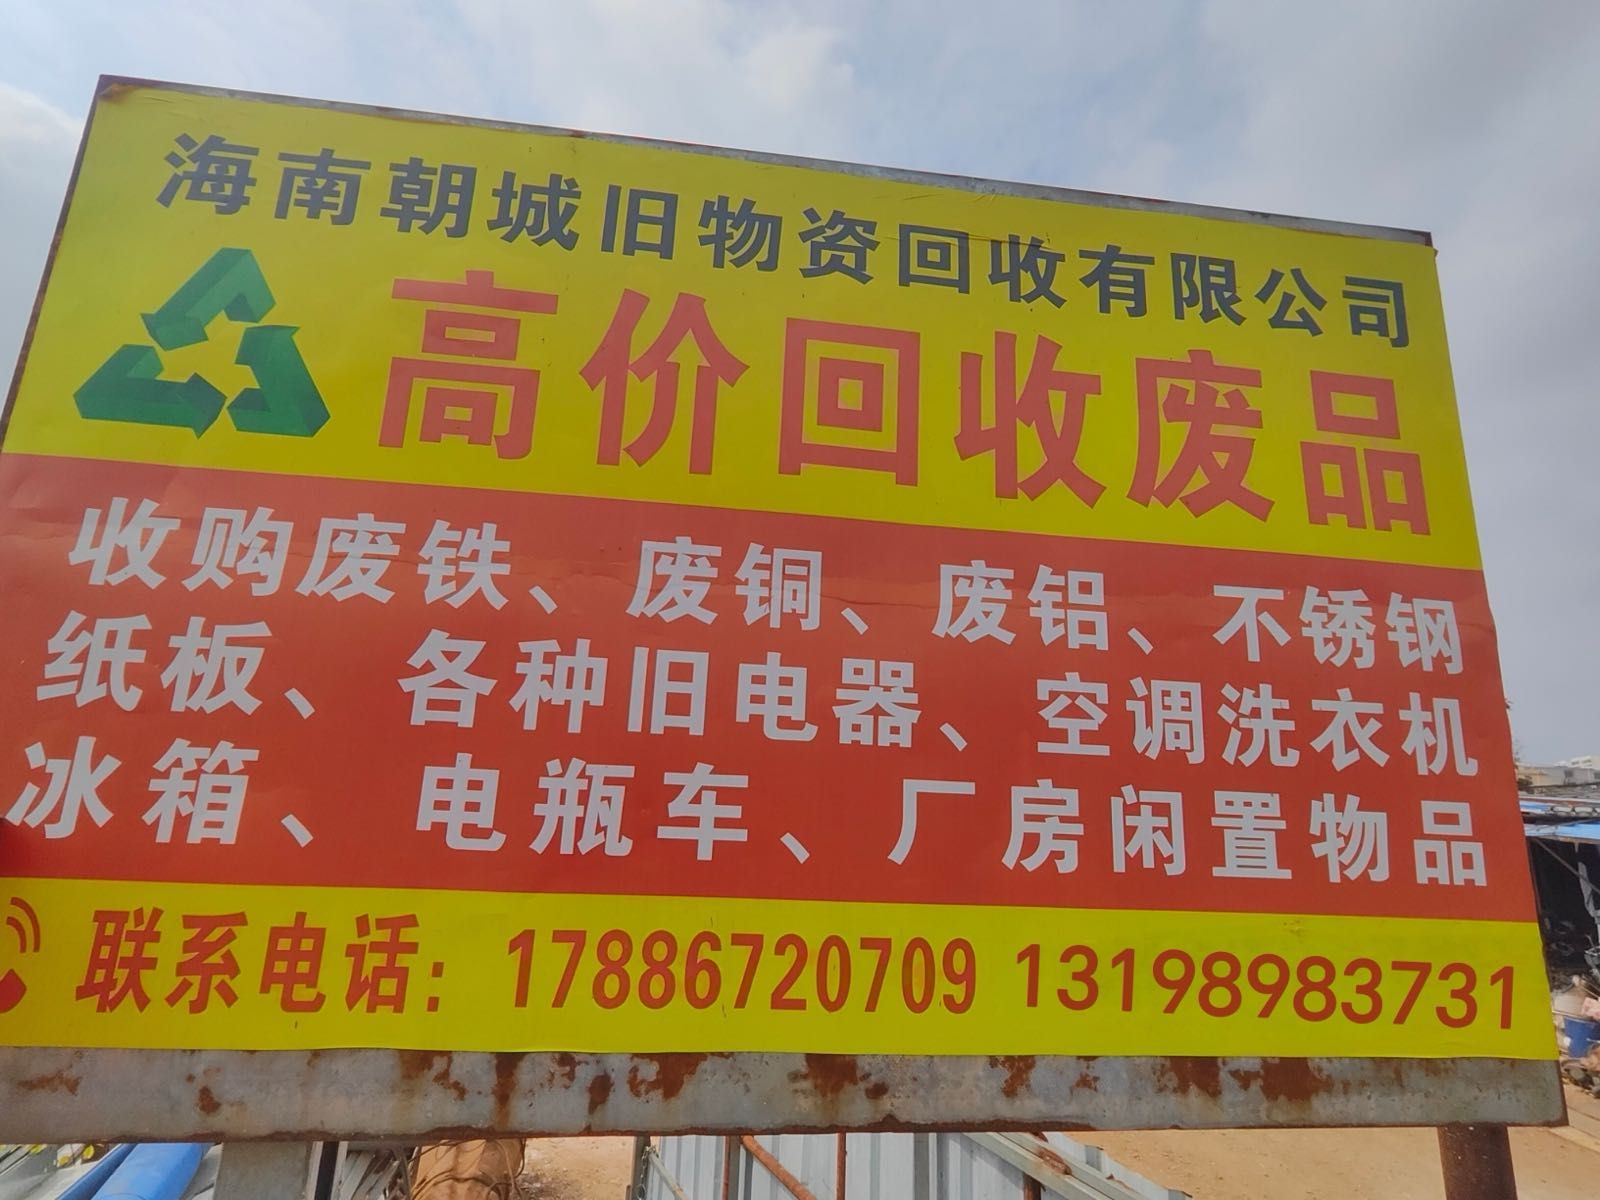 海南朝城旧物资回收有限公司
高价回收废品
收购废铁、废铜、废铝、不锈钢
纸板、各种旧电器、空调洗衣机
冰箱、电瓶车、厂房闲置物品
联系电话：17886720709 13198983731